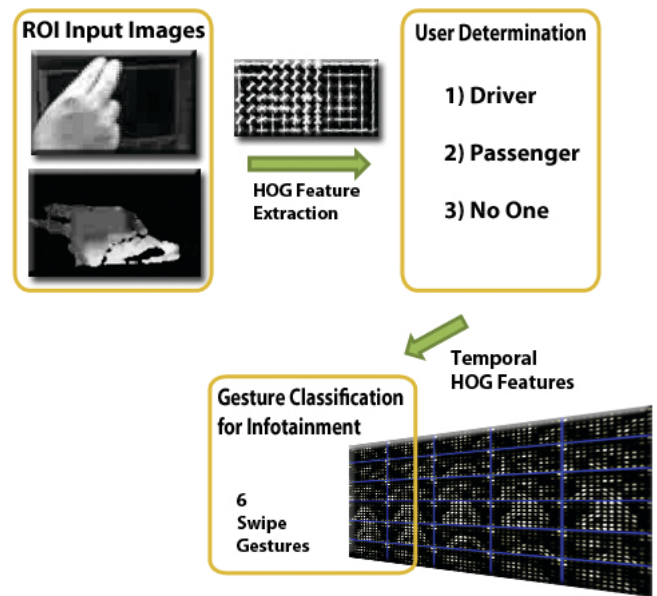 ROI Input Images
HOG Feature
Extraction
User Determination
1) Driver
2) Passenger
3) No One
Temporal
HOG Features
Gesture Classification
for Infotainment
6
Swipe
Gestures